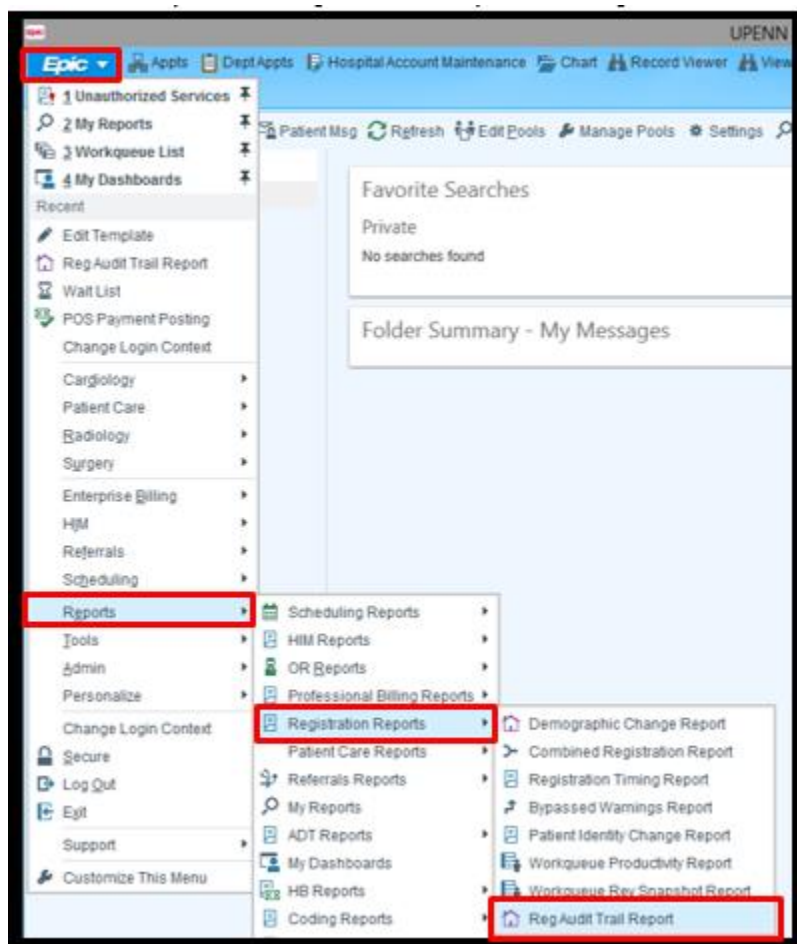 UPENN
Epic Appts Dept Appts Hospital Account Maintenance Chart Record Viewer View
1 Unauthorized Services
2 My Reports
3 Workqueue List
4 My Dashboards
Recent
Edit Template
Reg Audit Trail Report
Wait List
POS Payment Posting
Change Login Context
Cardiology
Patient Care
Radiology
Surgery
Enterprise Billing
HIM
Referrals
Scheduling
Reports
Tools
Admin
Personalize
Change Login Context
Secure
Log Out
Exit
Support
Customize This Menu
Patient Msg Refresh Edit Pools Manage Pools Settings
Favorite Searches
Private
No searches found
Folder Summary - My Messages
Scheduling Reports
HIM Reports
OR Reports
Professional Billing Reports
Registration Reports
Patient Care Reports
Referrals Reports
My Reports
ADT Reports
My Dashboards
HB Reports
Coding Reports
Demographic Change Report
Combined Registration Report
Registration Timing Report
Bypassed Warnings Report
Patient Identity Change Report
Workqueue Productivity Report
Workqueue Rev Snapshot Report
Reg Audit Trail Report